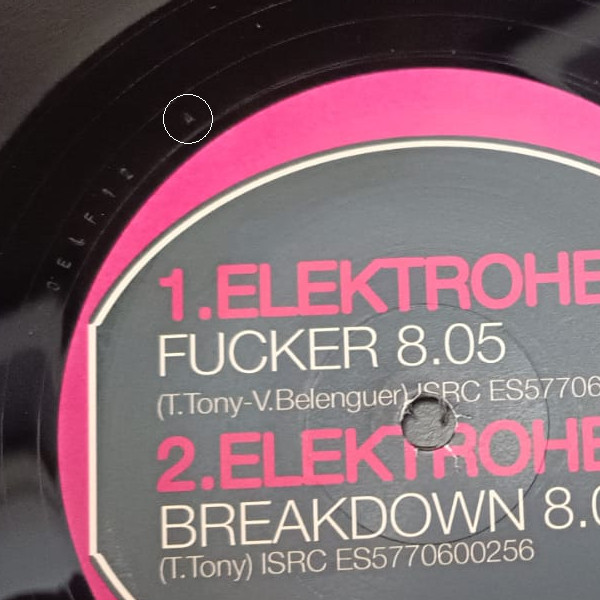 1.ELEKTROHE
FUCKER 8.05
(T.Tony-V.Belenguer) ISRC ES57706
2.ELEKTROHE
BREAKDOWN 8.0
(T.Tony) ISRC ES5770600256